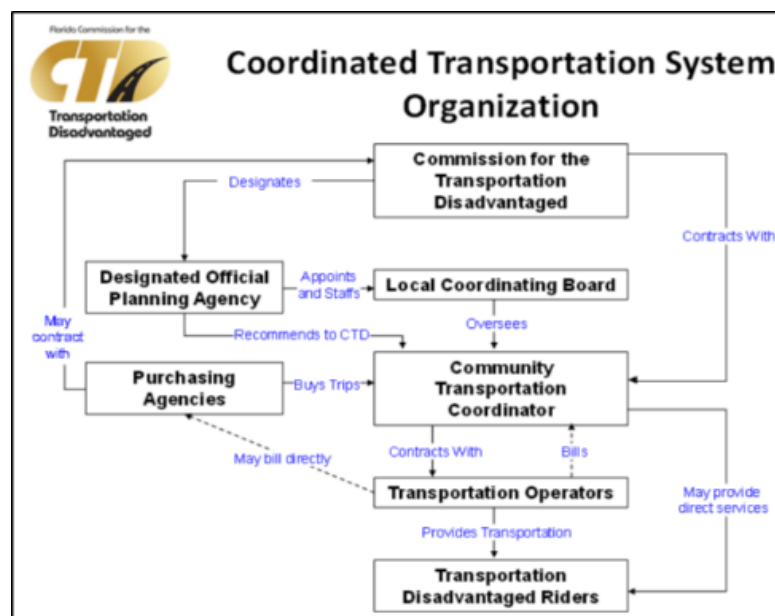 Florida Commission for the
CTD
Transportation
Disadvantaged
Coordinated Transportation System
Organization
Commission for the
Transportation
Disadvantaged
Designates
Contracts With
Designated Official
Planning Agency
Appoints
and Staffs
Local Coordinating Board
May
contract
with
Recommends to CTD
Oversees
Purchasing
Agencies
Buys Trips
Community
Transportation
Coordinator
May bill directly
Contracts With
Bills
Transportation Operators
May provide
direct services
Provides Transportation
Transportation
Disadvantaged Riders